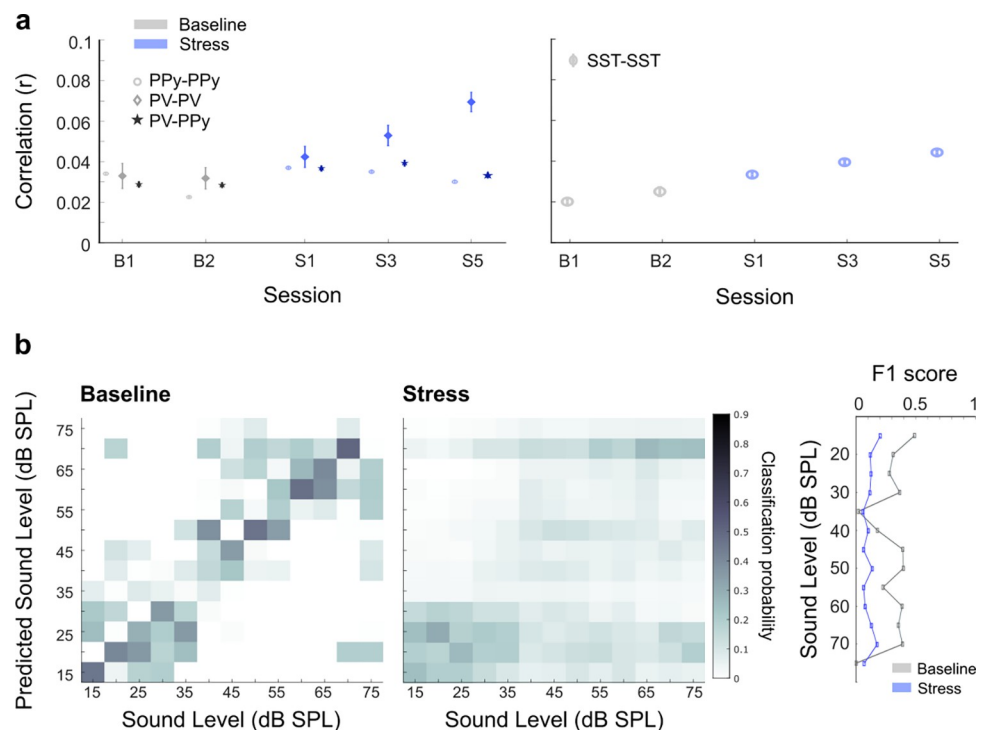 a
Baseline
Stress
PPy-PPy
PV-PV
PV-PPy
Correlation (r)
0.1
0.08
0.06
0.04
0.02
0
B1 B2 S1 S3 S5
Session
SST-SST
B1 B2 S1 S3 S5
Session
b
Baseline
Predicted Sound Level (dB SPL)
75
65
55
45
35
25
15
15 25 35 45 55 65 75
Sound Level (dB SPL)
Stress
15 25 35 45 55 65 75
Sound Level (dB SPL)
0.9
0.8
0.7
0.6
0.5
0.4
0.3
0.2
0.1
0
Classification probability
F1 score
0 0.5 1
Sound Level (dB SPL)
20
30
40
50
60
70
Baseline
Stress